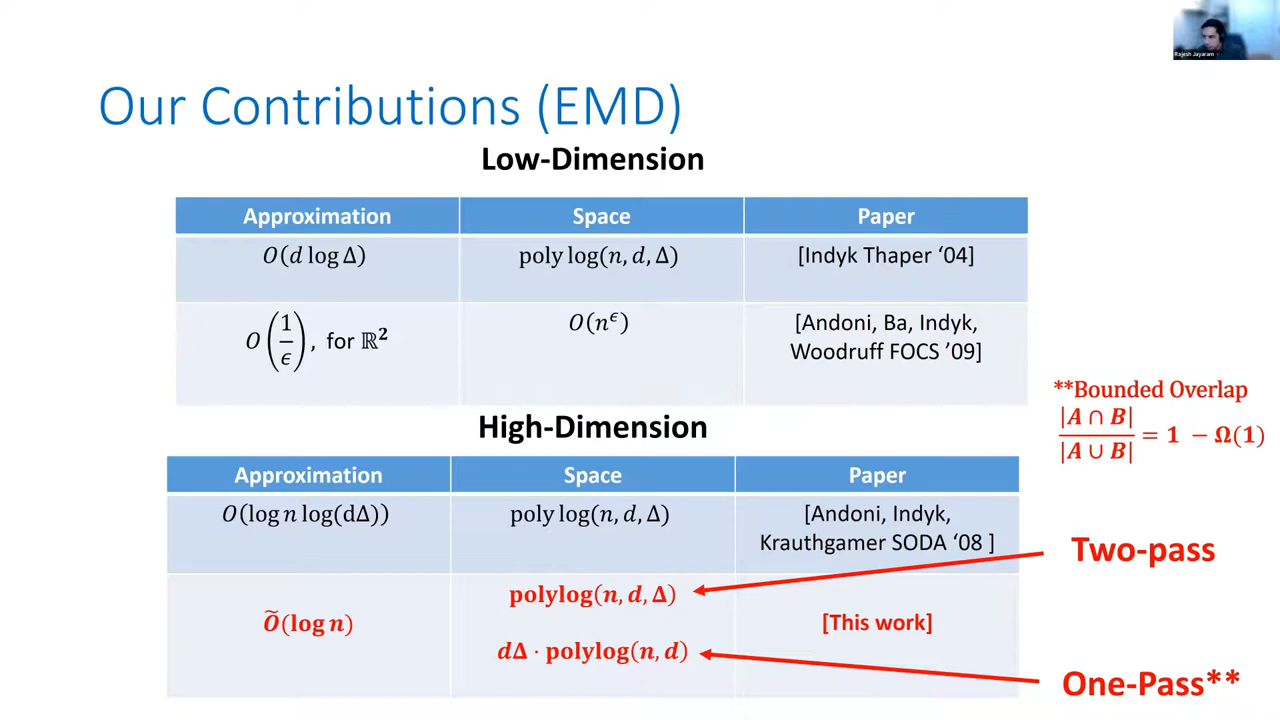 Rajesh Jayaram
Our Contributions (EMD)
Low-Dimension
Approximation Space Paper
O(d log Δ) poly log(n, d, Δ) [Indyk Thaper ‘04]
O(1/ϵ), for ℝ² O(n^ϵ) [Andoni, Ba, Indyk,
Woodruff FOCS ’09]
**Bounded Overlap
|A ∩ B| / |A ∪ B| = 1 − Ω(1)
High-Dimension
Approximation Space Paper
O(log n log(dΔ)) poly log(n, d, Δ) [Andoni, Indyk,
Krauthgamer SODA ‘08 ]
Two-pass
polylog(n, d, Δ)
Õ(log n) [This work]
dΔ · polylog(n, d)
One-Pass**